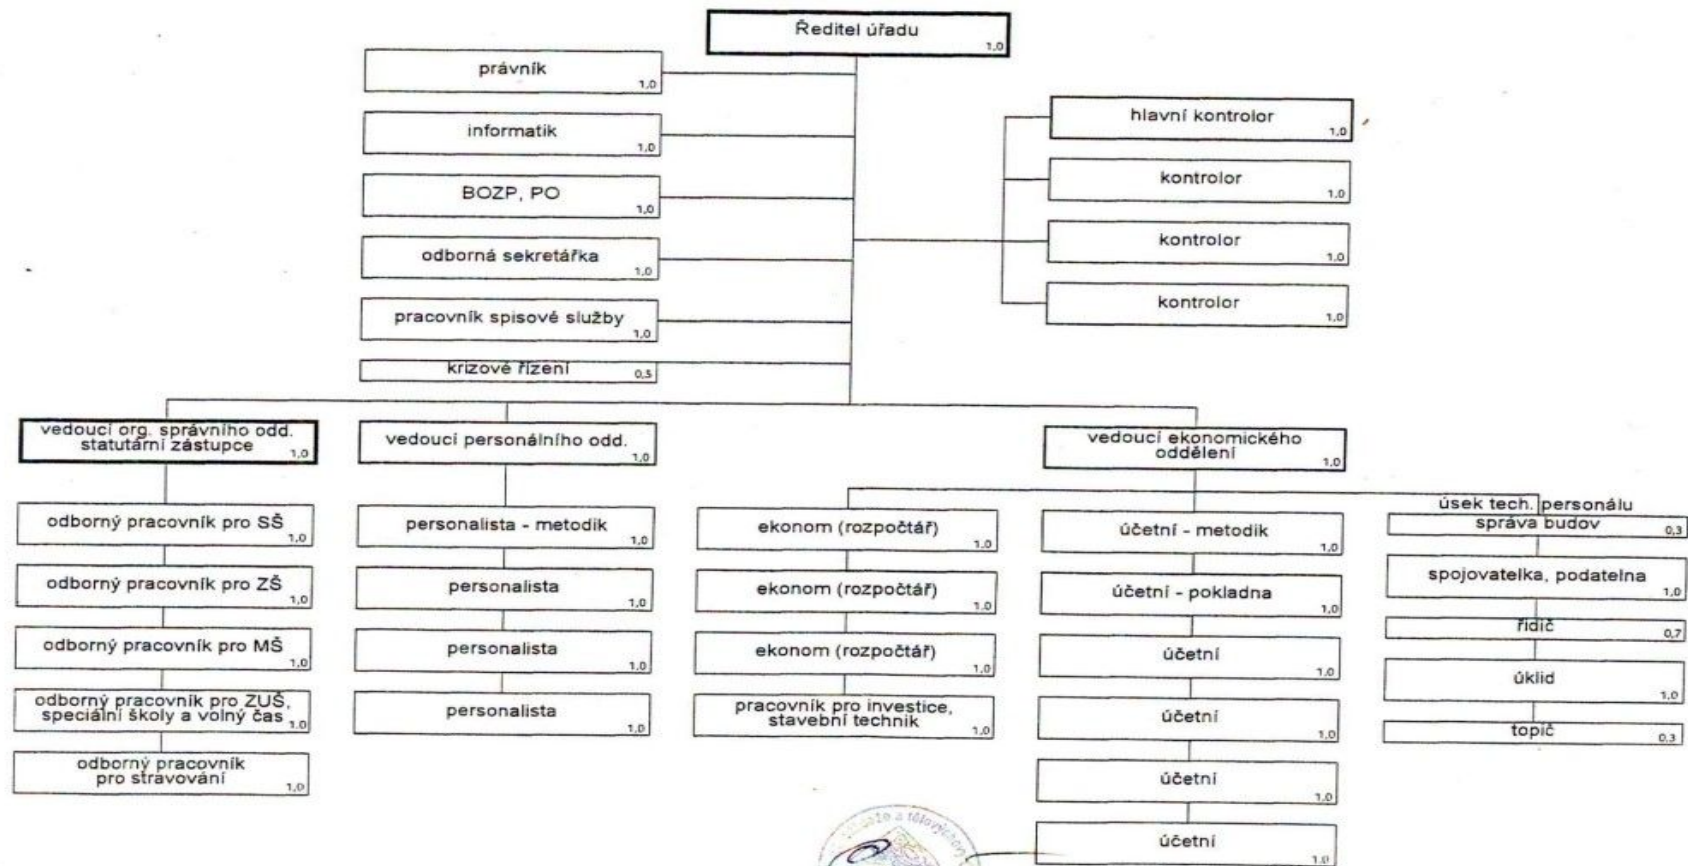 Ředitel úřadu
1,0
právník
1,0
informatik
1,0
BOZP, PO
1,0
odborná sekretářka
1,0
pracovník spisové služby
1,0
krizové řízení
0,3
hlavní kontrolor
1,0
kontrolor
1,0
kontrolor
1,0
kontrolor
1,0
vedoucí org. správního odd.
statutární zástupce
1,0
odborný pracovník pro SŠ
1,0
odborný pracovník pro ZŠ
1,0
odborný pracovník pro MŠ
1,0
odborný pracovník pro ZUŠ,
speciální školy a volný čas
1,0
odborný pracovník
pro stravování
1,0
vedoucí personálního odd.
1,0
personalista - metodik
1,0
personalista
1,0
personalista
1,0
personalista
1,0
vedoucí ekonomického
oddělení
1,0
ekonom (rozpočtář)
1,0
ekonom (rozpočtář)
1,0
ekonom (rozpočtář)
1,0
pracovník pro investice,
stavební technik
1,0
účetní - metodik
1,0
účetní - pokladna
1,0
účetní
1,0
účetní
1,0
účetní
1,0
účetní
1,0
úsek tech. personálu
správa budov
0,3
spojovatelka, podatelna
1,0
řidič
0,7
úklid
1,0
topič
0,3
a tělovýchovy